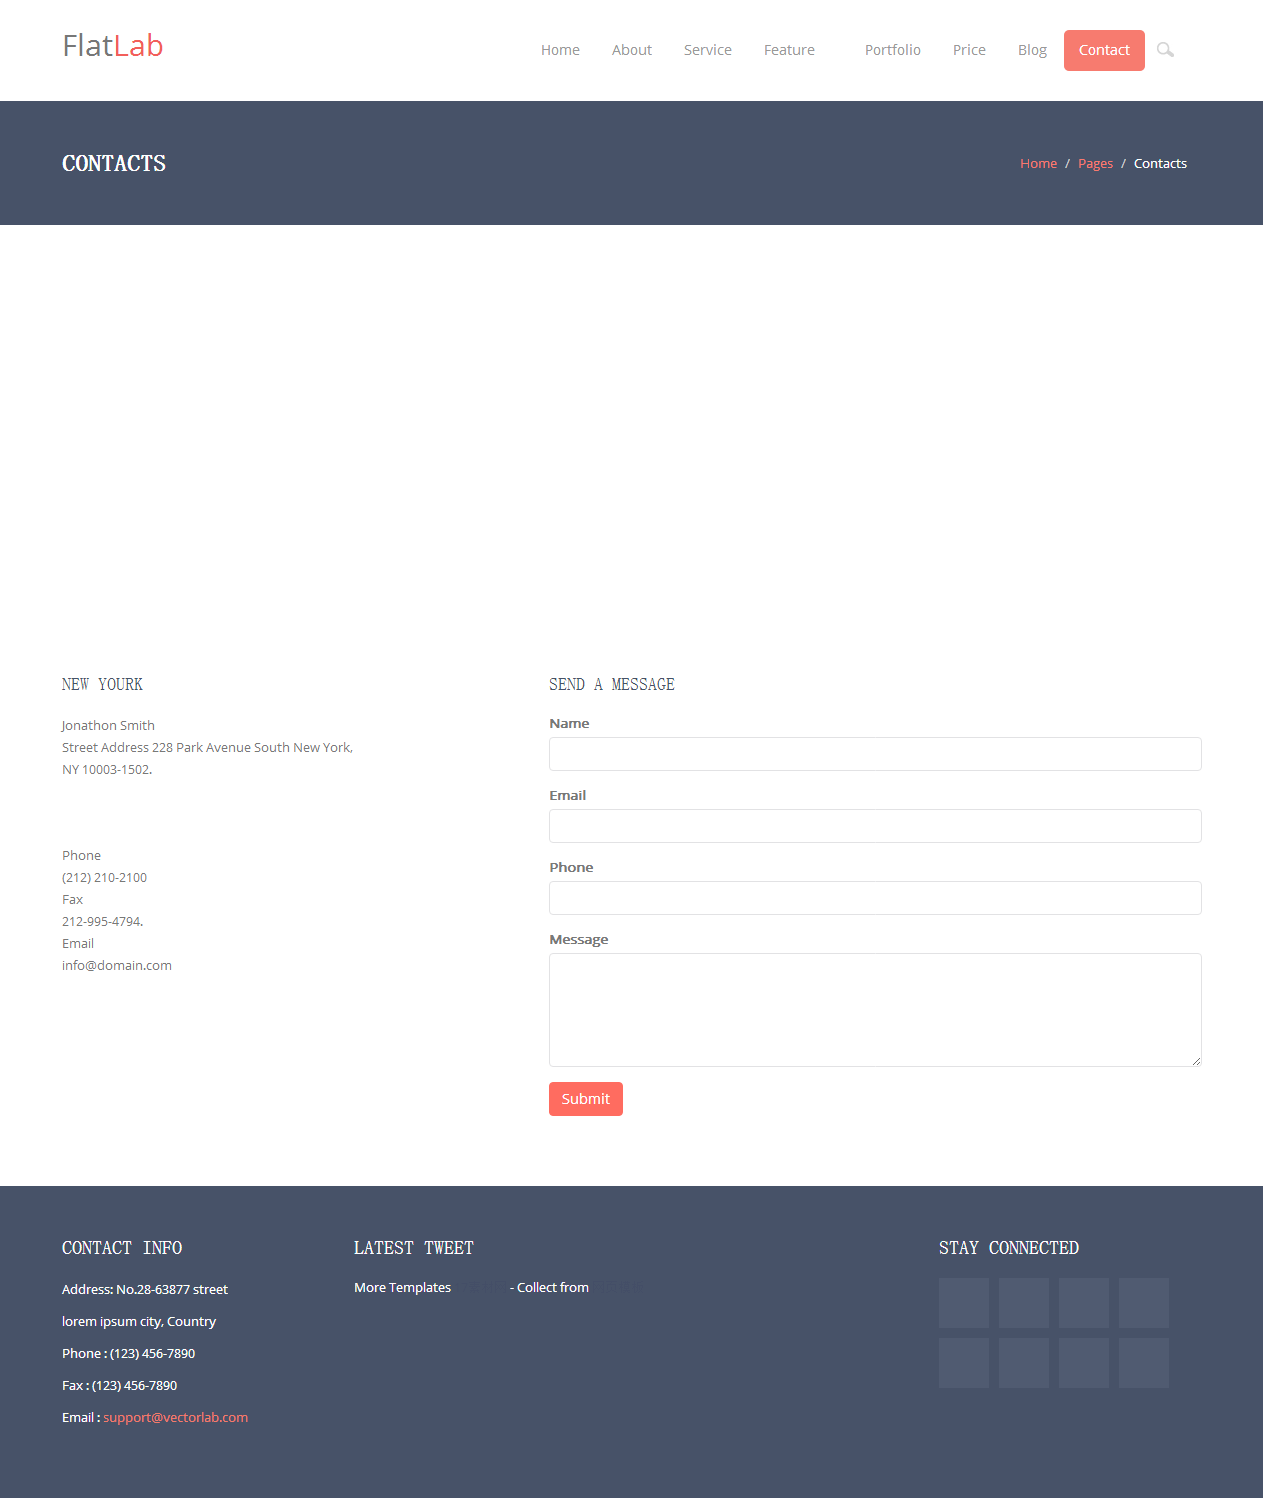 FlatLab
Home About Service Feature Portfolio Price Blog Contact
CONTACTS
Home / Pages / Contacts
NEW YOURK
Jonathon Smith
Street Address 228 Park Avenue South New York,
NY 10003-1502.
Phone
(212) 210-2100
Fax
212-995-4794.
Email
info@domain.com
SEND A MESSAGE
Name
Email
Phone
Message
Submit
CONTACT INFO
Address: No.28-63877 street
lorem ipsum city, Country
Phone : (123) 456-7890
Fax : (123) 456-7890
Email : support@vectorlab.com
LATEST TWEET
More Templates - Collect from
STAY CONNECTED